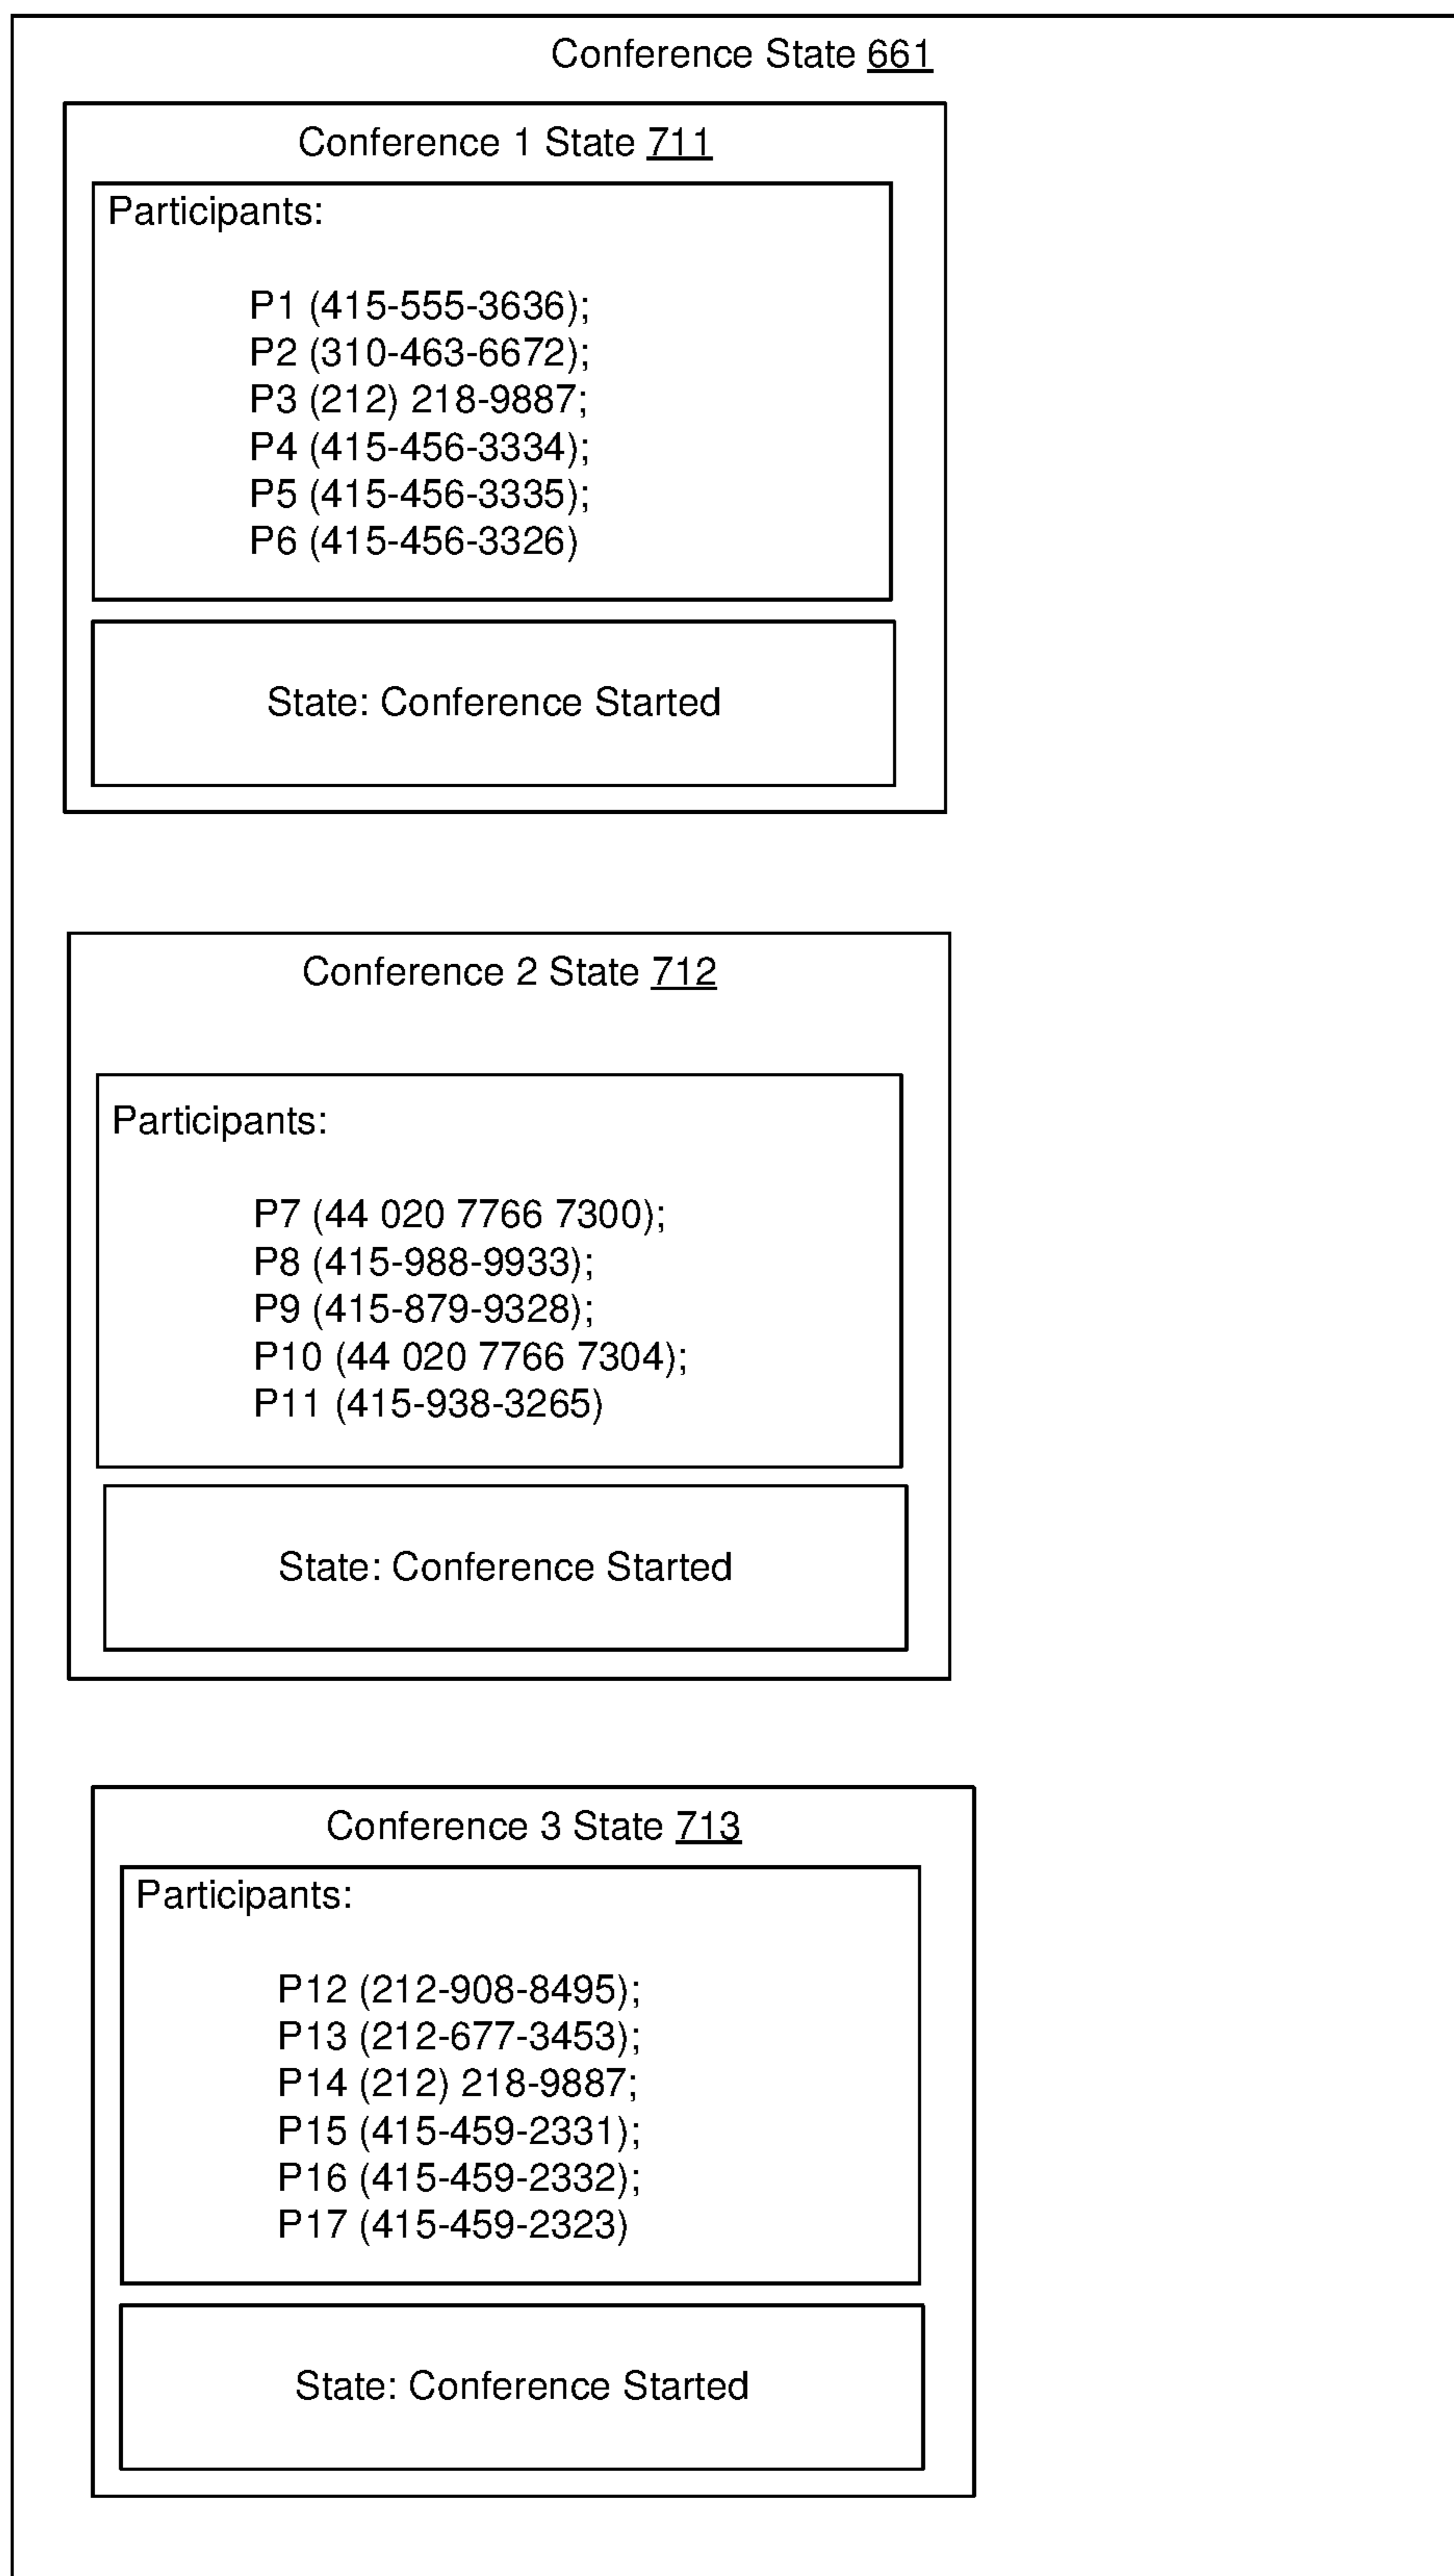 Conference State 661
Conference 1 State 711
Participants:
P1 (415-555-3636);
P2 (310-463-6672);
P3 (212) 218-9887;
P4 (415-456-3334);
P5 (415-456-3335);
P6 (415-456-3326)
State: Conference Started
Conference 2 State 712
Participants:
P7 (44 020 7766 7300);
P8 (415-988-9933);
P9 (415-879-9328);
P10 (44 020 7766 7304);
P11 (415-938-3265)
State: Conference Started
Conference 3 State 713
Participants:
P12 (212-908-8495);
P13 (212-677-3453);
P14 (212) 218-9887;
P15 (415-459-2331);
P16 (415-459-2332);
P17 (415-459-2323)
State: Conference Started